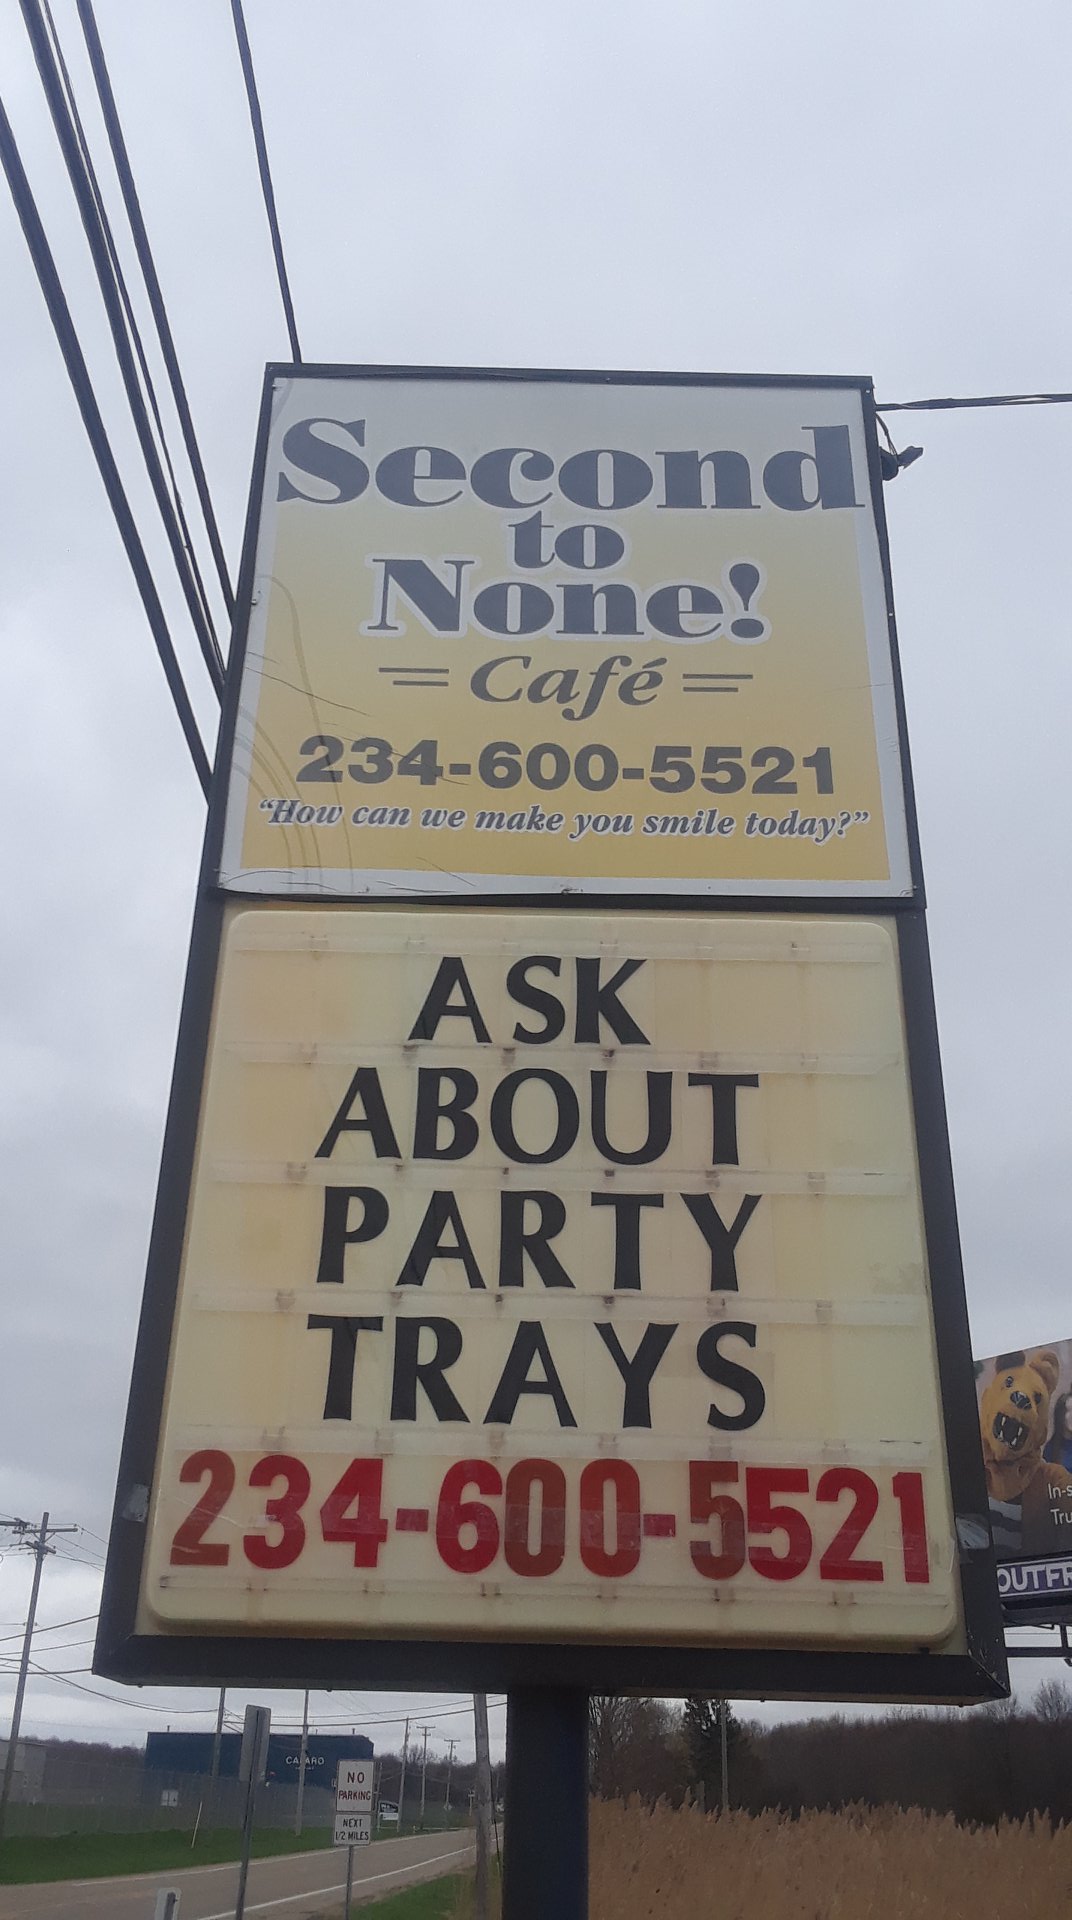 Second
to
None!
Café
234-600-5521
"How can we make you smile today?"
ASK
ABOUT
PARTY
TRAYS
234-600-5521
NO
PARKING
NEXT
1/2 MILES
CAFARO